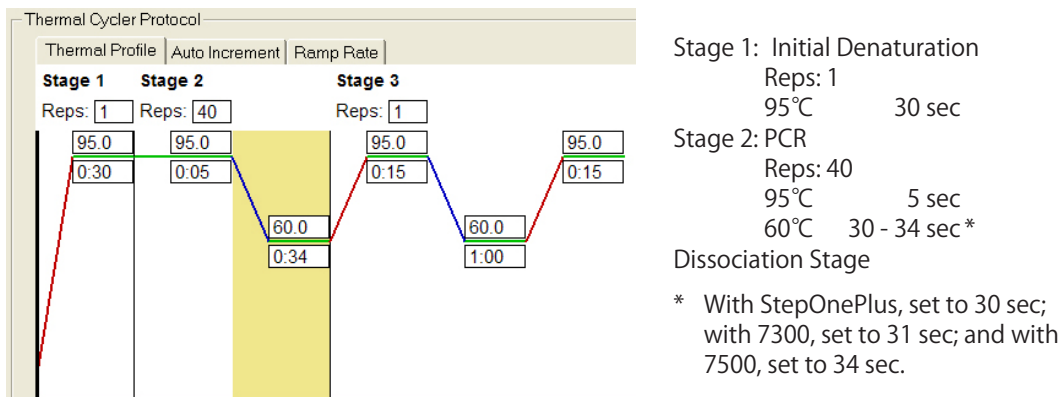 Thermal Cycler Protocol
Thermal Profile Auto Increment Ramp Rate
Stage 1 Stage 2 Stage 3
Reps: 1 Reps: 40 Reps: 1
95.0 95.0 95.0 95.0
0:30 0:05 0:15 0:15
60.0 60.0
0:34 1:00
Stage 1: Initial Denaturation
Reps: 1
95℃ 30 sec
Stage 2: PCR
Reps: 40
95℃ 5 sec
60℃ 30 - 34 sec*
Dissociation Stage
* With StepOnePlus, set to 30 sec;
with 7300, set to 31 sec; and with
7500, set to 34 sec.